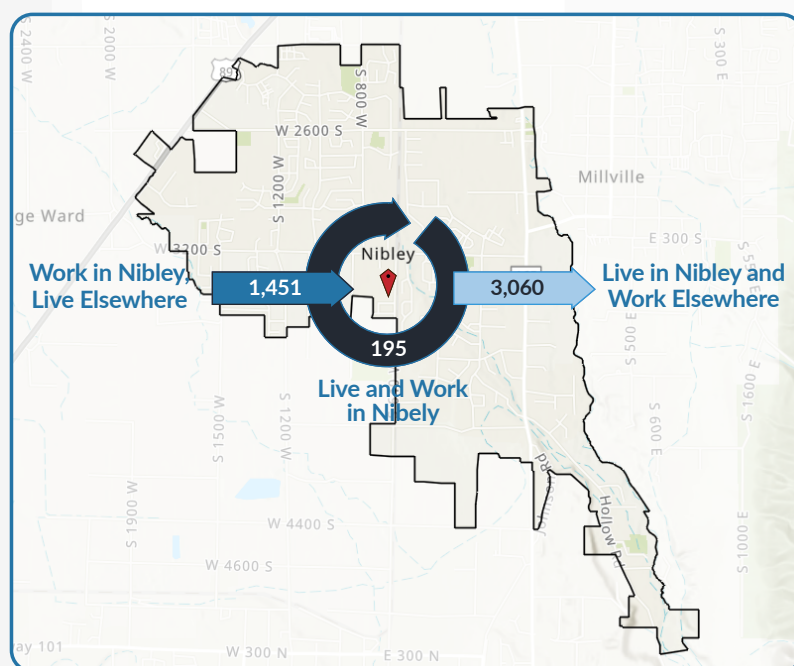 S 2400 W
S 2000 W
S 300 E
89
S 800 W
W 2600 S
S 1200 W
Millville
ge Ward
W 3200 S
E 300 S
Nibley
Work in Nibley,
Live Elsewhere
1,451
3,060
Live in Nibley and
Work Elsewhere
195
S 500 E
Live and Work
in Nibely
S 1600 E
S 1500 W
S 1200 W
S 600 E
S 1900 W
Johnson Rd
Hollow Rd
W 4400 S
S 1000 E
W 4600 S
ay 101
W 300 N
E 300 N